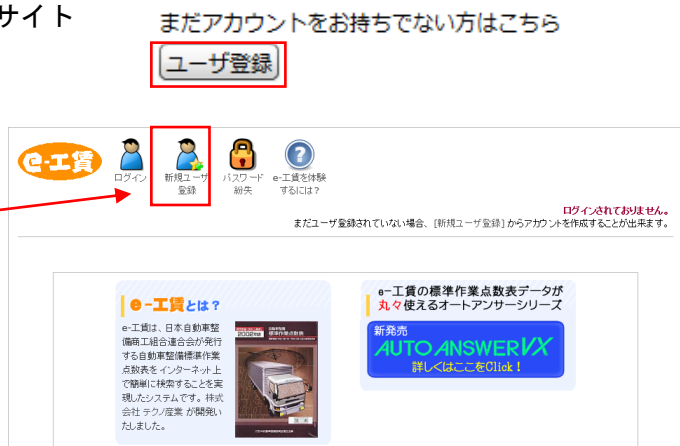 サイト
まだアカウントをお持ちでない方はこちら
ユーザ登録
e-工賃
ログイン
新規ユーザ
登録
パスワード
紛失
e-工賃を体験
するには？
ログインされておりません。
まだユーザ登録されていない場合、[新規ユーザ登録]からアカウントを作成することが出来ます。
e-工賃とは？
e-工賃は、日本自動車整
備商工組合連合会が発行
する自動車整備標準作業
点数表を インターネット上
で簡単に検索することを実
現したシステムです。株式
会社 テクノ産業 が開発い
たしました。
2002年版
標準作業点数表
e-工賃の標準作業点数表データが
丸々使えるオートアンサーシリーズ
新発売
AUTO ANSWER VX
詳しくはここをClick！